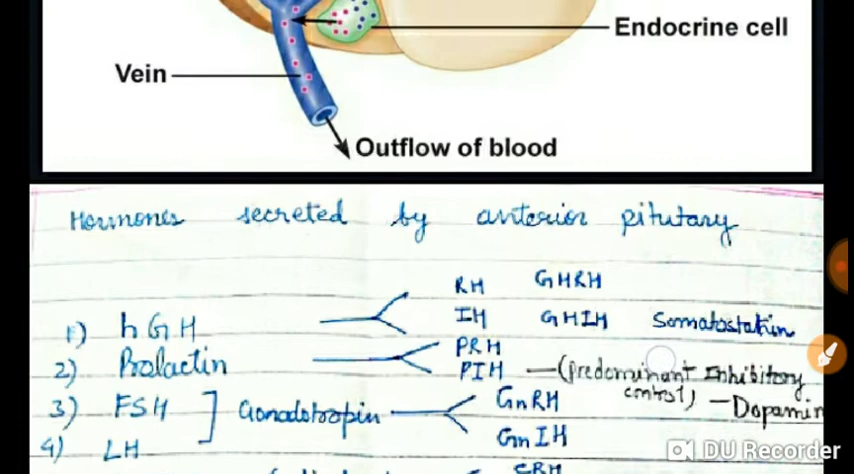 Endocrine cell
Vein
Outflow of blood
Hormones secreted by anterior pitutary
RH GHRH
1) hGH IH GHIH Somatostatin
PRH
2) Prolactin PIH —(predominant Inhibitory control) —Dopamin
3) FSH ] Gonadotropin GnRH
4) LH GnIH
CRH
DU Recorder